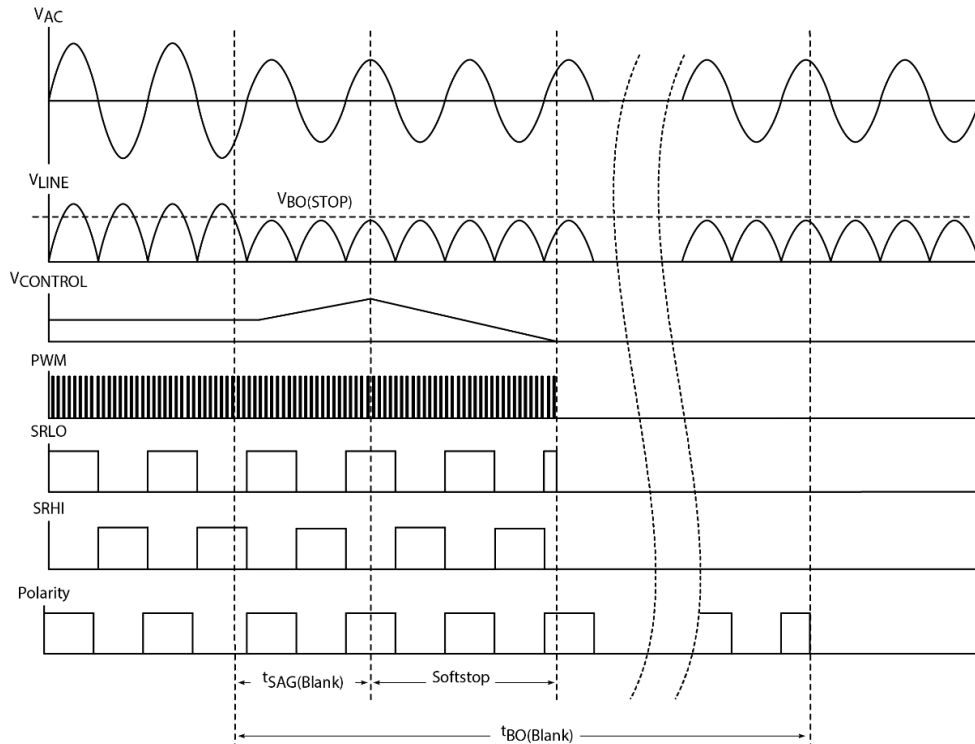 VAC
VLINE
VBO(STOP)
VCONTROL
PWM
SRLO
SRHI
Polarity
tSAG(Blank)
Softstop
tBO(Blank)